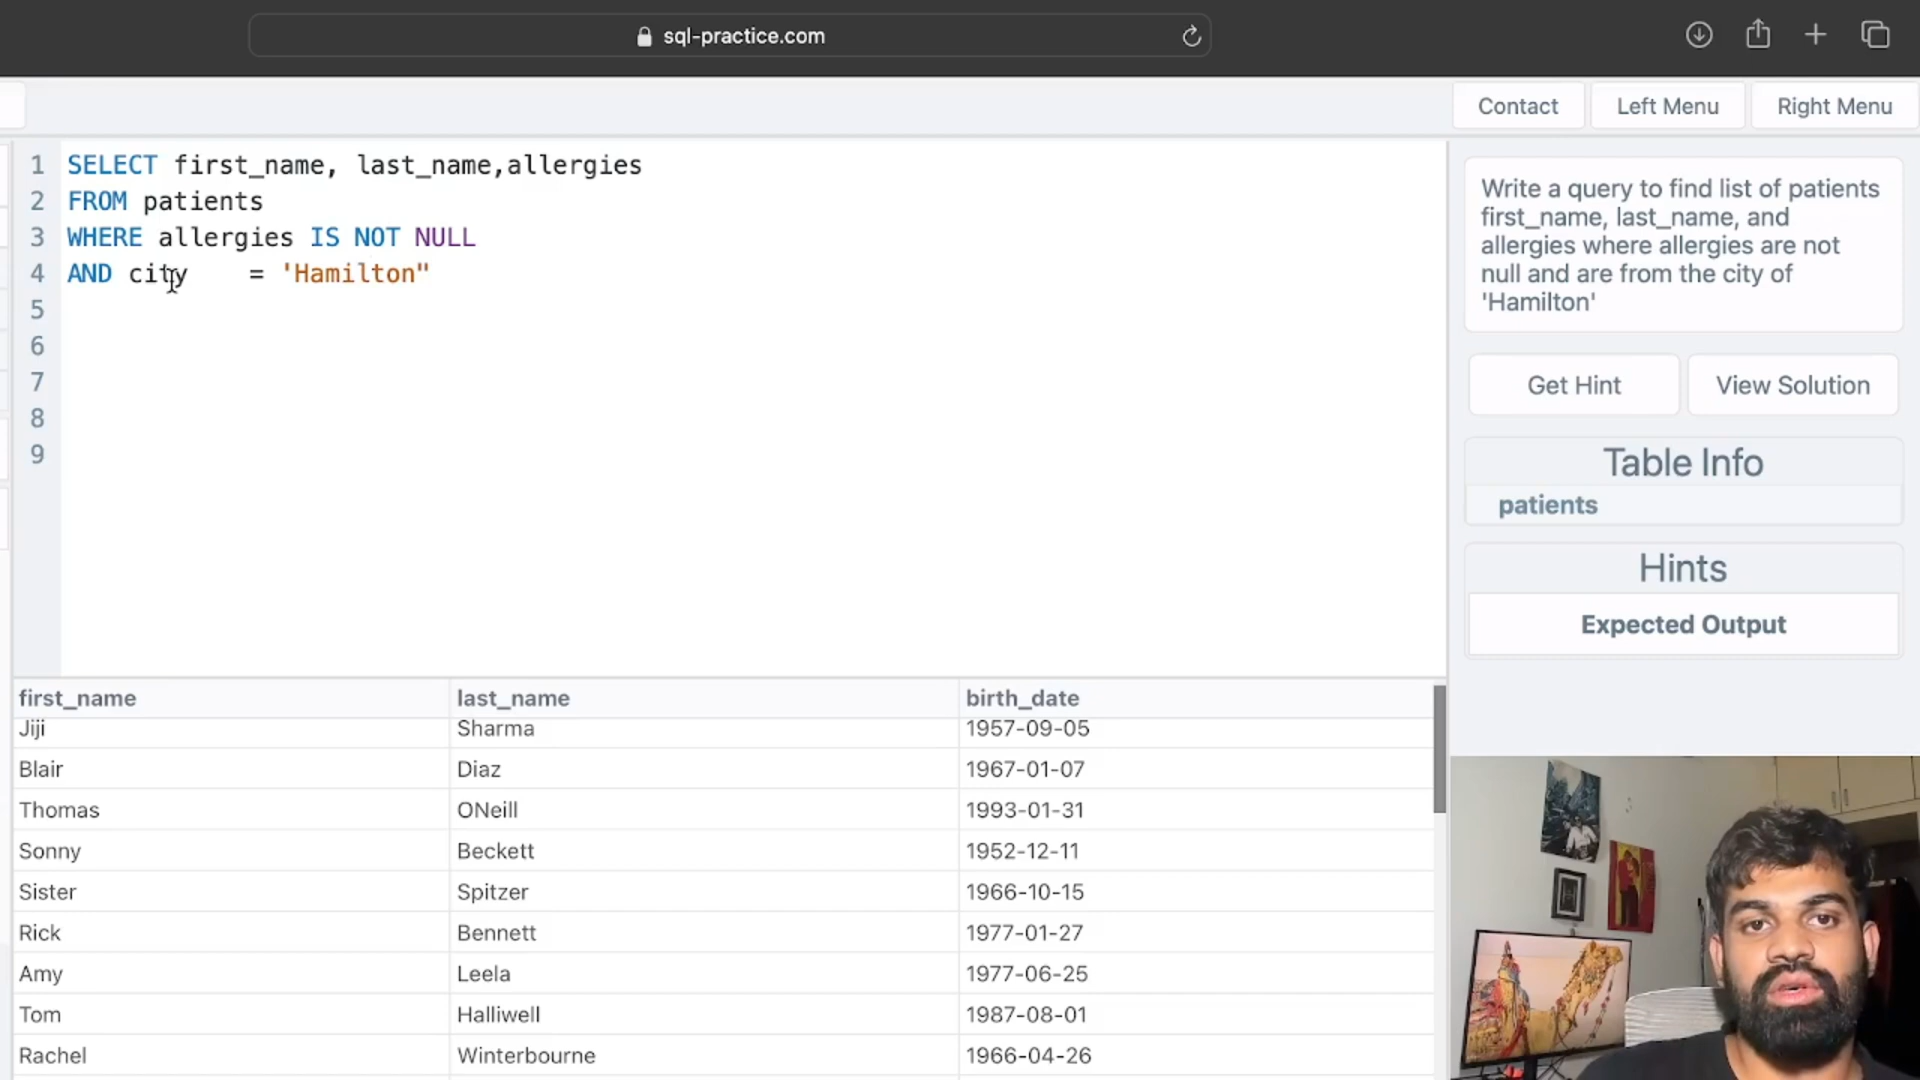 sql-practice.com
Contact Left Menu Right Menu
1 SELECT first_name, last_name,allergies
2 FROM patients
3 WHERE allergies IS NOT NULL
4 AND city    = 'Hamilton"
5
6
7
8
9
Write a query to find list of patients
first_name, last_name, and
allergies where allergies are not
null and are from the city of
'Hamilton'
Get Hint View Solution
Table Info
patients
Hints
Expected Output
first_name last_name birth_date
Jiji Sharma 1957-09-05
Blair Diaz 1967-01-07
Thomas ONeill 1993-01-31
Sonny Beckett 1952-12-11
Sister Spitzer 1966-10-15
Rick Bennett 1977-01-27
Amy Leela 1977-06-25
Tom Halliwell 1987-08-01
Rachel Winterbourne 1966-04-26